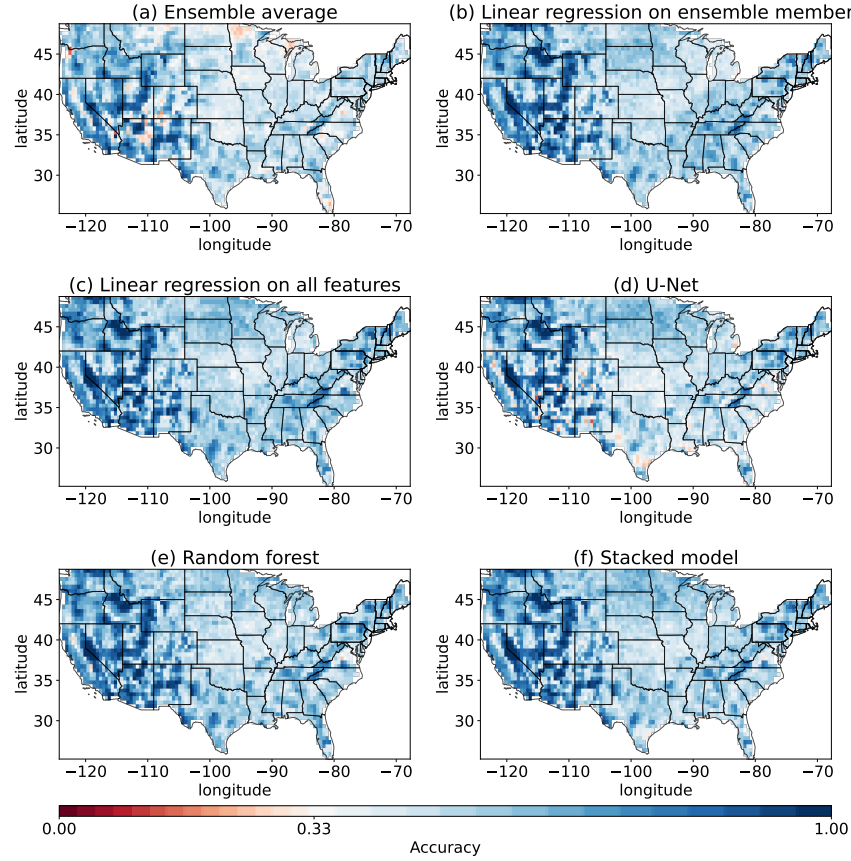 (a) Ensemble average
(b) Linear regression on ensemble member
45
40
35
30
latitude
−120 −110 −100 −90 −80 −70
longitude
45
40
35
30
latitude
−120 −110 −100 −90 −80 −70
longitude
(c) Linear regression on all features
(d) U-Net
45
40
35
30
latitude
−120 −110 −100 −90 −80 −70
longitude
45
40
35
30
latitude
−120 −110 −100 −90 −80 −70
longitude
(e) Random forest
(f) Stacked model
45
40
35
30
latitude
−120 −110 −100 −90 −80 −70
longitude
45
40
35
30
latitude
−120 −110 −100 −90 −80 −70
longitude
0.00 0.33 1.00
Accuracy